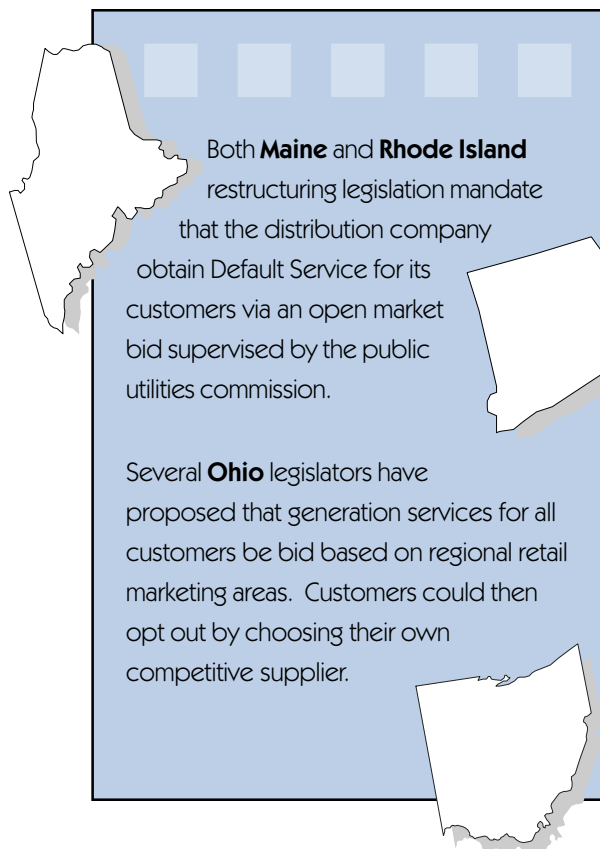 Both Maine and Rhode Island
restructuring legislation mandate
that the distribution company
obtain Default Service for its
customers via an open market
bid supervised by the public
utilities commission.
Several Ohio legislators have
proposed that generation services for all
customers be bid based on regional retail
marketing areas.  Customers could then
opt out by choosing their own
competitive supplier.